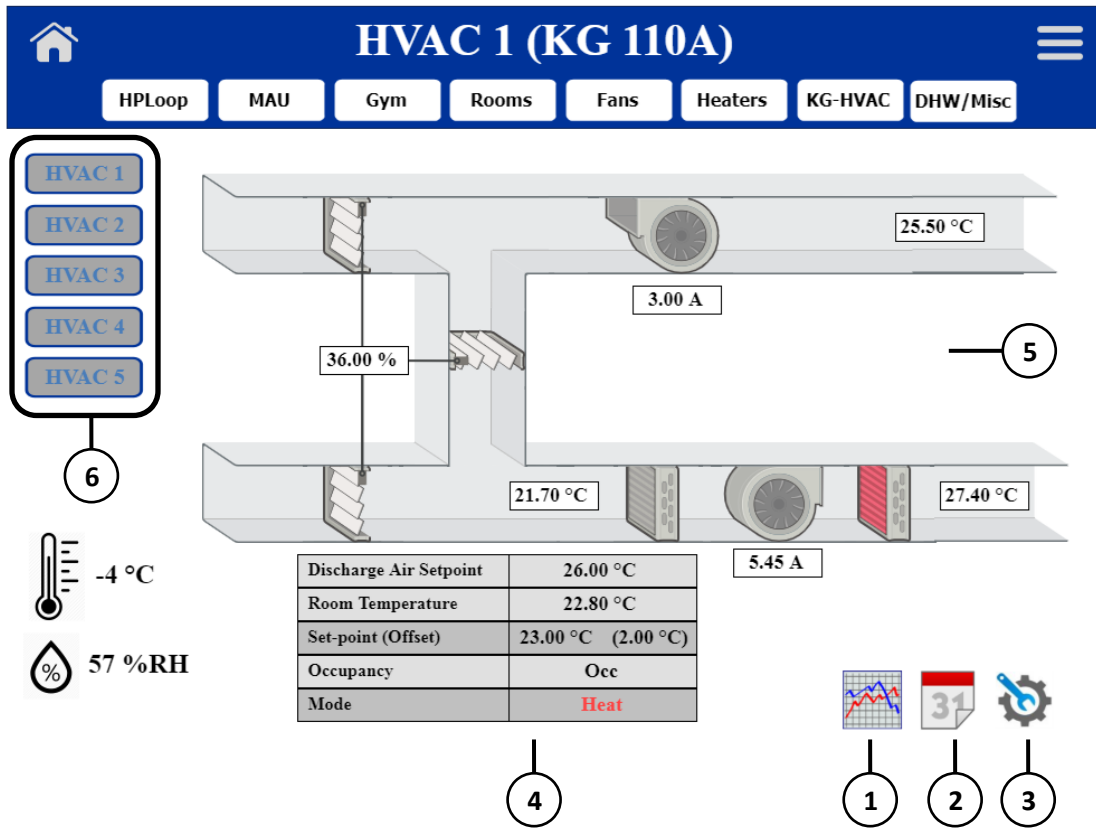 HVAC 1 (KG 110A)
HPLoop MAU Gym Rooms Fans Heaters KG-HVAC DHW/Misc
HVAC 1
HVAC 2
HVAC 3
HVAC 4
HVAC 5
6
25.50 °C
3.00 A
36.00 %
5
21.70 °C
27.40 °C
5.45 A
-4 °C
%
57 %RH
Discharge Air Setpoint 26.00 °C
Room Temperature 22.80 °C
Set-point (Offset) 23.00 °C (2.00 °C)
Occupancy Occ
Mode Heat
31
4
1
2
3